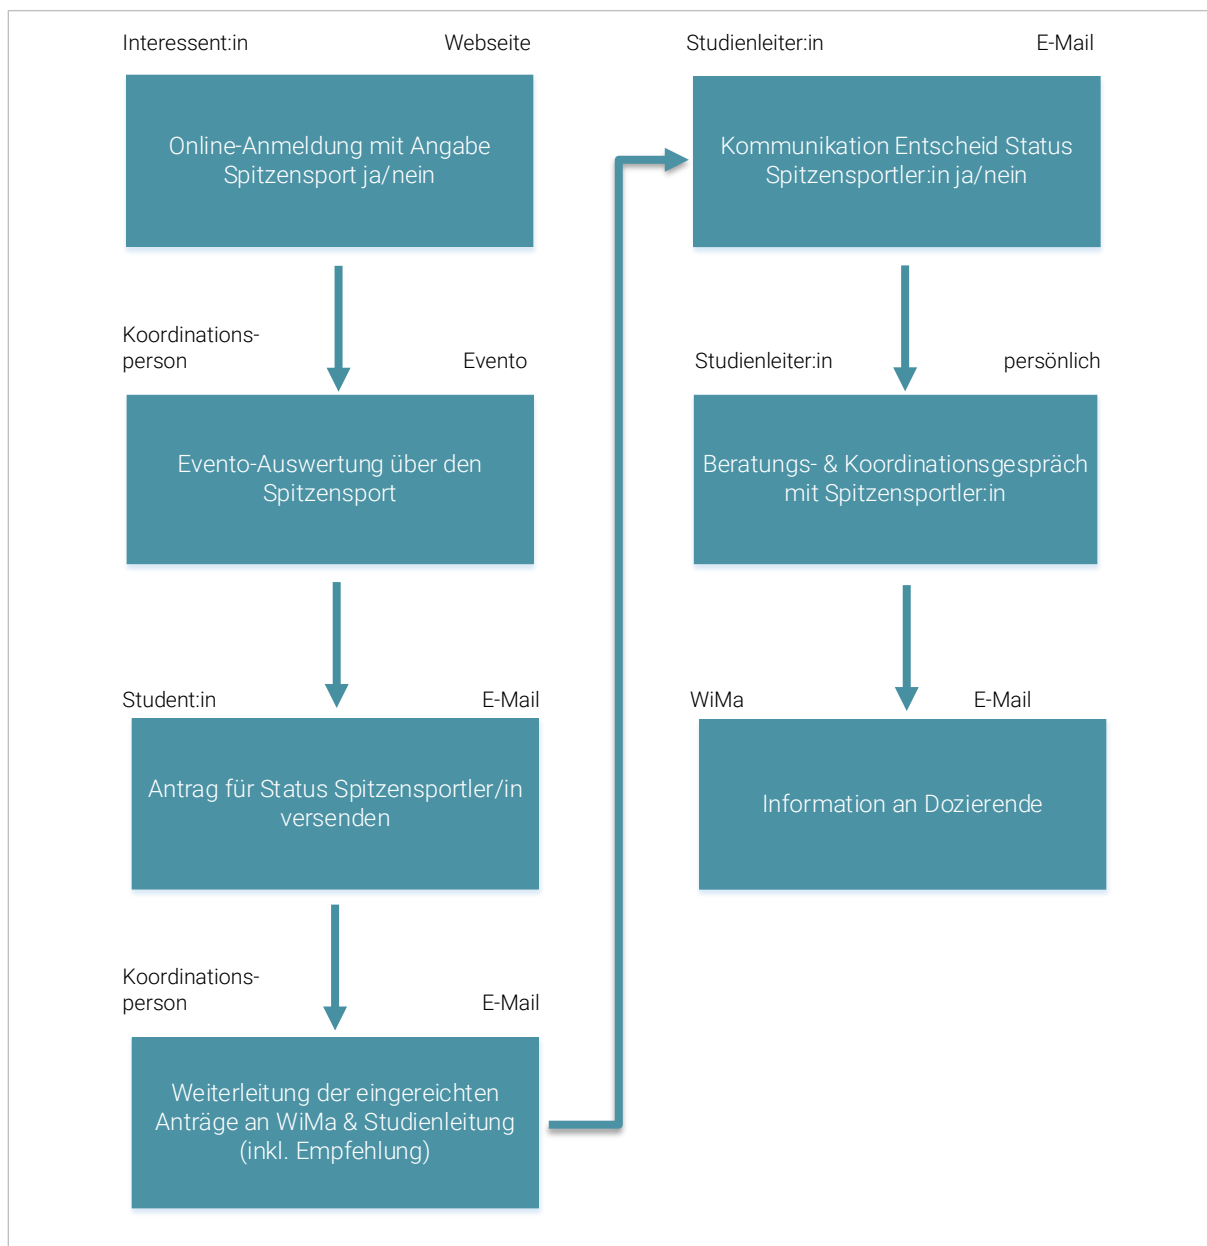 Interessent:in Webseite
Online-Anmeldung mit Angabe
Spitzensport ja/nein
Koordinations-
person Evento
Evento-Auswertung über den
Spitzensport
Student:in E-Mail
Antrag für Status Spitzensportler/in
versenden
Koordinations-
person E-Mail
Weiterleitung der eingereichten
Anträge an WiMa & Studienleitung
(inkl. Empfehlung)
Studienleiter:in E-Mail
Kommunikation Entscheid Status
Spitzensportler:in ja/nein
Studienleiter:in persönlich
Beratungs- & Koordinationsgespräch
mit Spitzensportler:in
WiMa E-Mail
Information an Dozierende